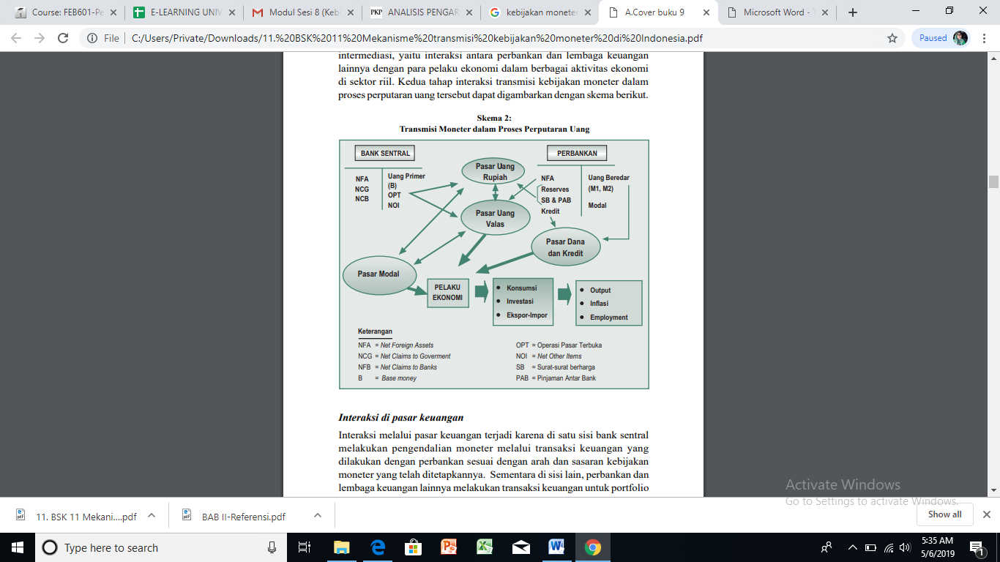 Course: FEB601-Pe
E-LEARNING UNIV
Modul Sesi 8 (Kebi
PKP ANALISIS PENGAR
kebijakan moneter
A.Cover buku 9
Microsoft Word - T
File | C:/Users/Private/Downloads/11.%20BSK%2011%20Mekanisme%20transmisi%20kebijakan%20moneter%20di%20Indonesia.pdf
Paused
intermediasi, yaitu interaksi antara perbankan dan lembaga keuangan
lainnya dengan para pelaku ekonomi dalam berbagai aktivitas ekonomi
di sektor riil. Kedua tahap interaksi transmisi kebijakan moneter dalam
proses perputaran uang tersebut dapat digambarkan dengan skema berikut.
Skema 2:
Transmisi Moneter dalam Proses Perputaran Uang
BANK SENTRAL
NFA
NCG
NCB
Uang Primer
(B)
OPT
NOI
Pasar Uang
Rupiah
Pasar Uang
Valas
PERBANKAN
NFA
Reserves
SB & PAB
Kredit
Uang Beredar
(M1, M2)
Modal
Pasar Dana
dan Kredit
Pasar Modal
PELAKU
EKONOMI
• Konsumsi
• Investasi
• Ekspor-Impor
• Output
• Inflasi
• Employment
Keterangan
NFA = Net Foreign Assets
NCG = Net Claims to Goverment
NFB = Net Claims to Banks
B = Base money
OPT = Operasi Pasar Terbuka
NOI = Net Other Items
SB = Surat-surat berharga
PAB = Pinjaman Antar Bank
Interaksi di pasar keuangan
Interaksi melalui pasar keuangan terjadi karena di satu sisi bank sentral
melakukan pengendalian moneter melalui transaksi keuangan yang
dilakukan dengan perbankan sesuai dengan arah dan sasaran kebijakan
moneter yang telah ditetapkannya. Sementara di sisi lain, perbankan dan
lembaga keuangan lainnya melakukan transaksi keuangan untuk portfolio
Activate Windows
Go to Settings to activate Windows.
11. BSK 11 Mekani....pdf
BAB II-Referensi.pdf
Show all
Type here to search
5:35 AM
5/6/2019
1